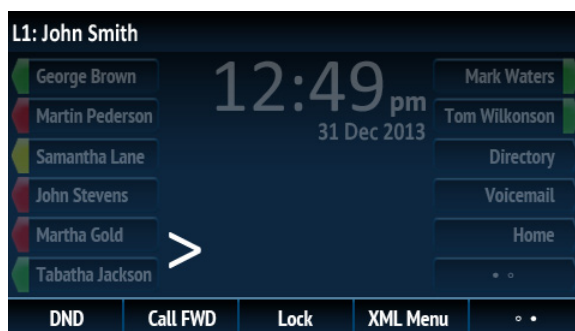 L1: John Smith
George Brown
Martin Pederson
Samantha Lane
John Stevens
Martha Gold
Tabatha Jackson
12:49 pm
31 Dec 2013
Mark Waters
Tom Wilkonson
Directory
Voicemail
Home
>
DND Call FWD Lock XML Menu